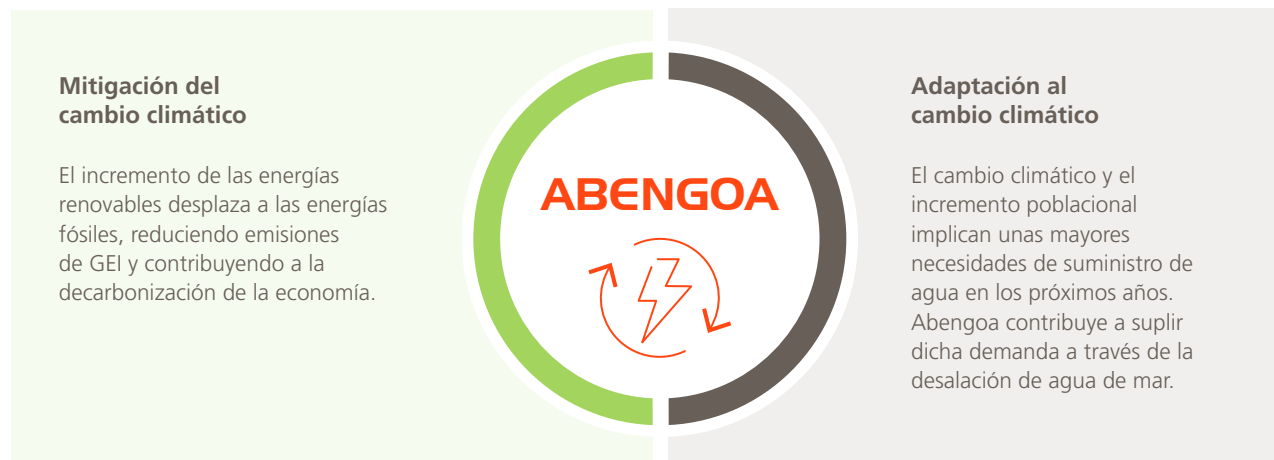 Mitigación del
cambio climático
El incremento de las energías
renovables desplaza a las energías
fósiles, reduciendo emisiones
de GEI y contribuyendo a la
decarbonización de la economía.
ABENGOA
Adaptación al
cambio climático
El cambio climático y el
incremento poblacional
implican unas mayores
necesidades de suministro de
agua en los próximos años.
Abengoa contribuye a suplir
dicha demanda a través de la
desalación de agua de mar.